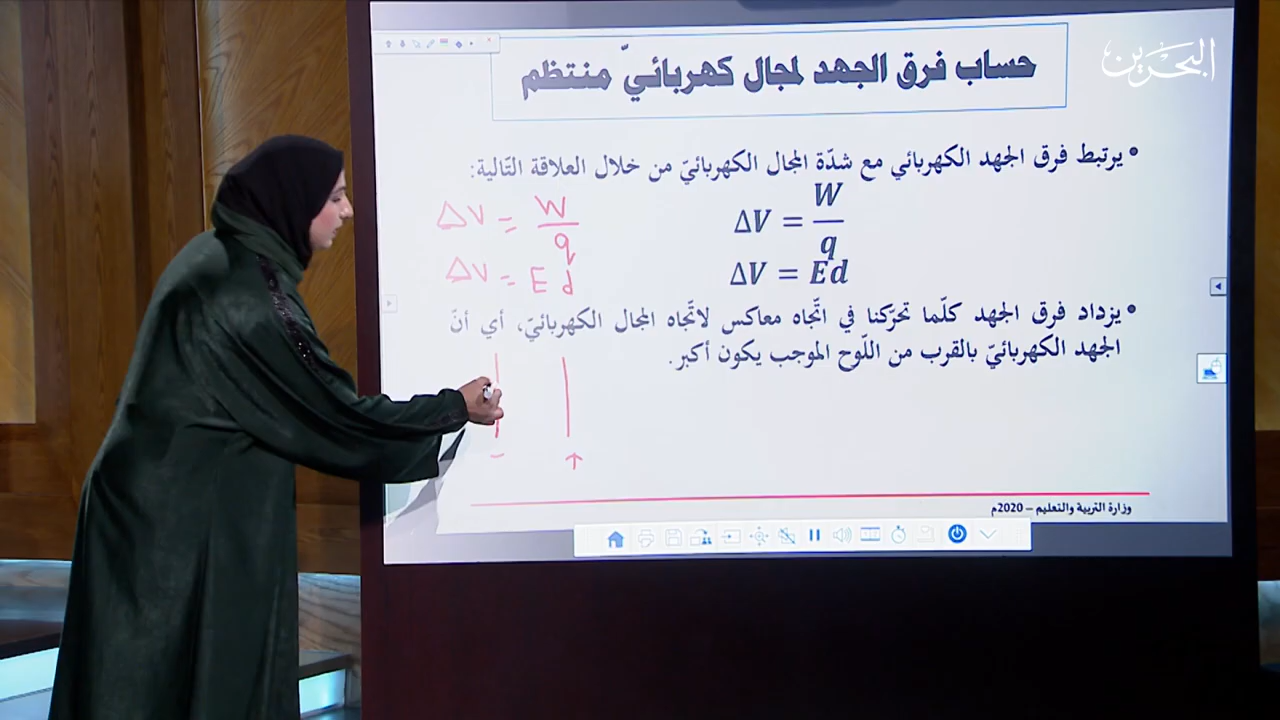 حساب فرق الجهد لمجال كهربائيّ منتظم
البحرين
• يرتبط فرق الجهد الكهربائي مع شدّة المجال الكهربائيّ من خلال العلاقة التّالية:
ΔV = W/q
ΔV = Ed
ΔV = W/q
ΔV = Ed
• يزداد فرق الجهد كلّما تحرّكنا في اتّجاه معاكس لاتّجاه المجال الكهربائيّ، أي أنّ
الجهد الكهربائيّ بالقرب من اللّوح الموجب يكون أكبر.
− +
وزارة التربية والتعليم – 2020م